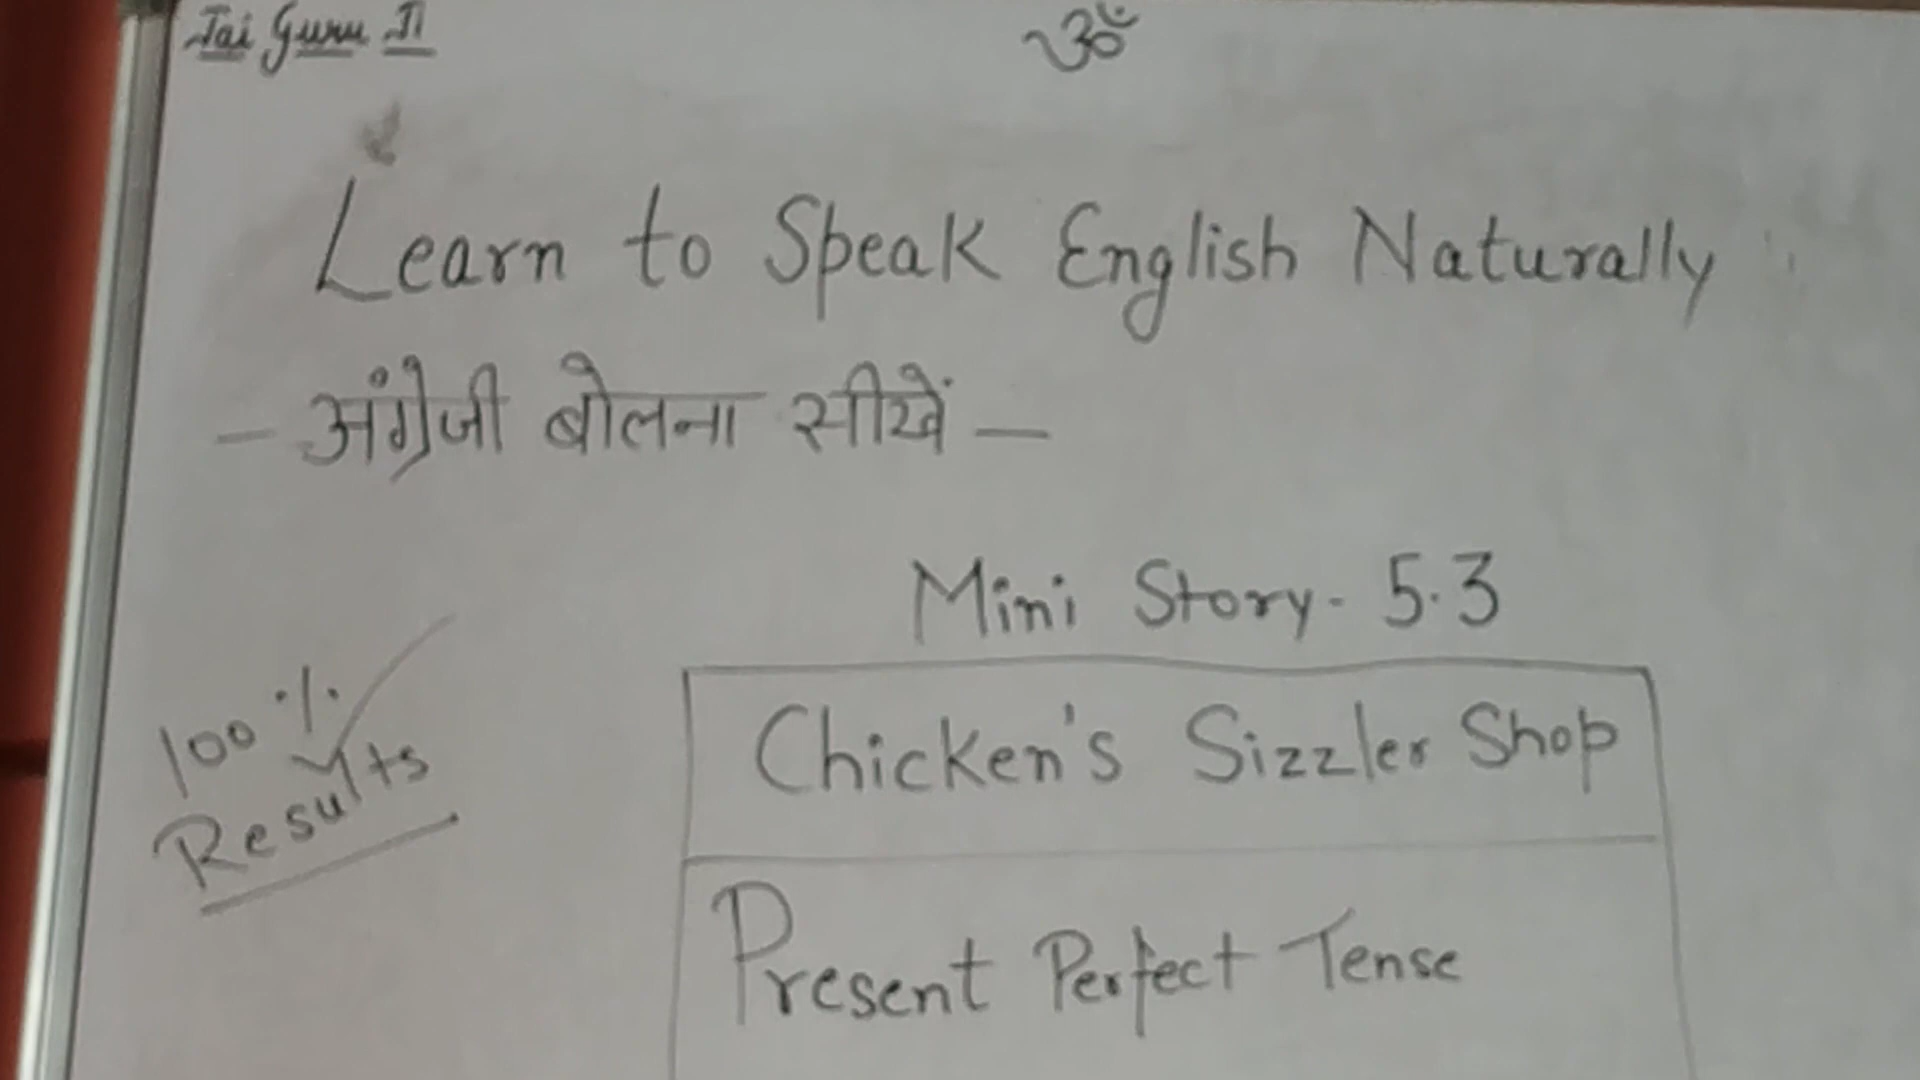 Jai Guru Ji
ॐ
Learn to Speak English Naturally
- अंग्रेजी बोलना सीखें -
Mini Story - 5.3
100 %
Results
Chicken's Sizzler Shop
Present Perfect Tense